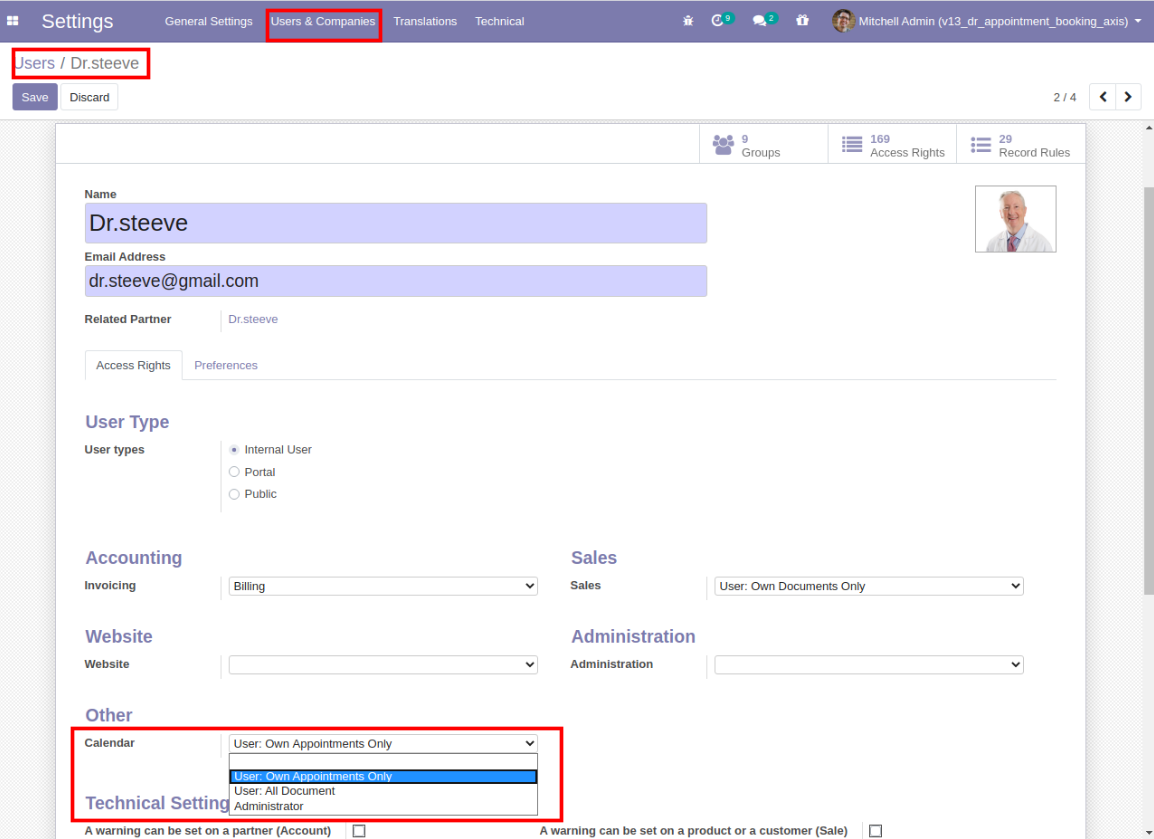 Settings General Settings Users & Companies Translations Technical 9 2 Mitchell Admin (v13_dr_appointment_booking_axis)
Users / Dr.steeve
Save Discard 2 / 4
9 Groups 169 Access Rights 29 Record Rules
Name
Dr.steeve
Email Address
dr.steeve@gmail.com
Related Partner Dr.steeve
Access Rights Preferences
User Type
User types Internal User
Portal
Public
Accounting Sales
Invoicing Billing Sales User: Own Documents Only
Website Administration
Website Administration
Other
Calendar User: Own Appointments Only
User: Own Appointments Only
User: All Document
Technical Setting Administrator
A warning can be set on a partner (Account) A warning can be set on a product or a customer (Sale)